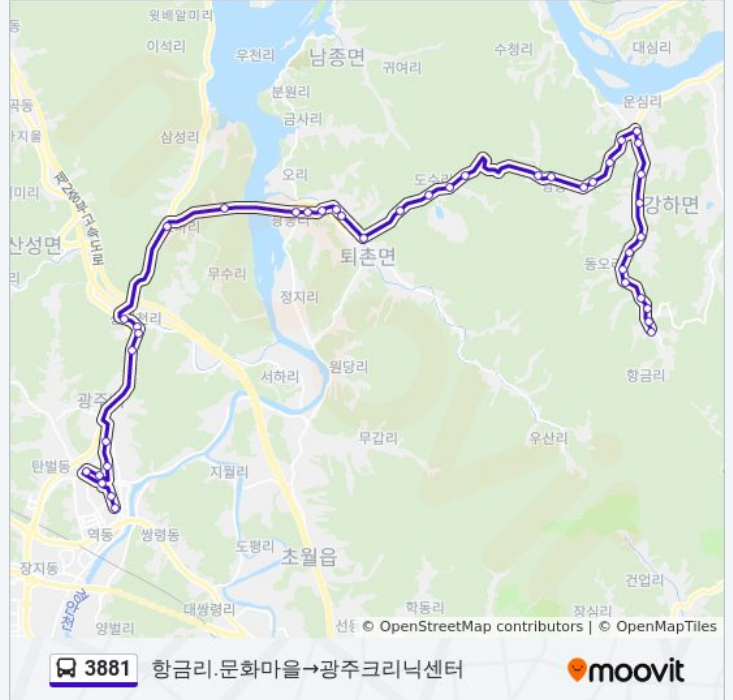 윗배알미리
이석리
우천리
남종면
귀여리
수청리
대심리
분원리
운심리
금사리
삼성리
오리
미리
도수
강하면
산성면
퇴촌면
동오
무수리
정지리
천리
서하리
원당리
항금리
광주
무갑리
우산리
탄벌동
지월리
역동
쌍령동
도평리
초월읍
장지동
건업리
대쌍령리
학동리
장심리
양벌리
선동
© OpenStreetMap contributors | © OpenMapTiles
3881 항금리.문화마을→광주크리닉센터
moovit